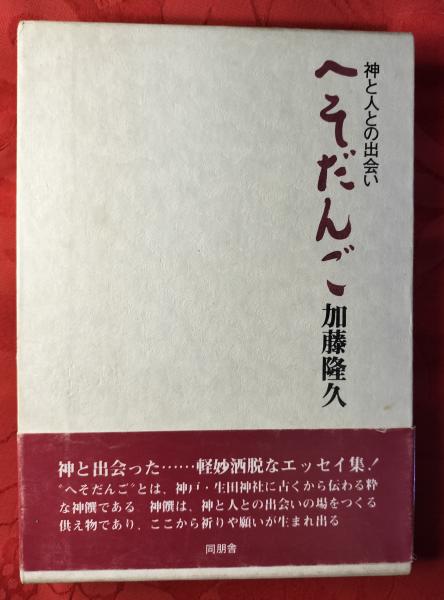 神と人との出会い
へそだんご
加藤隆久
神と出会った……軽妙洒脱なエッセイ集！
“へそだんご”とは、神戸・生田神社に古くから伝わる粋
な神饌である　神饌は、神と人との出会いの場をつくる
供え物であり、ここから祈りや願いが生まれ出る
同朋舎